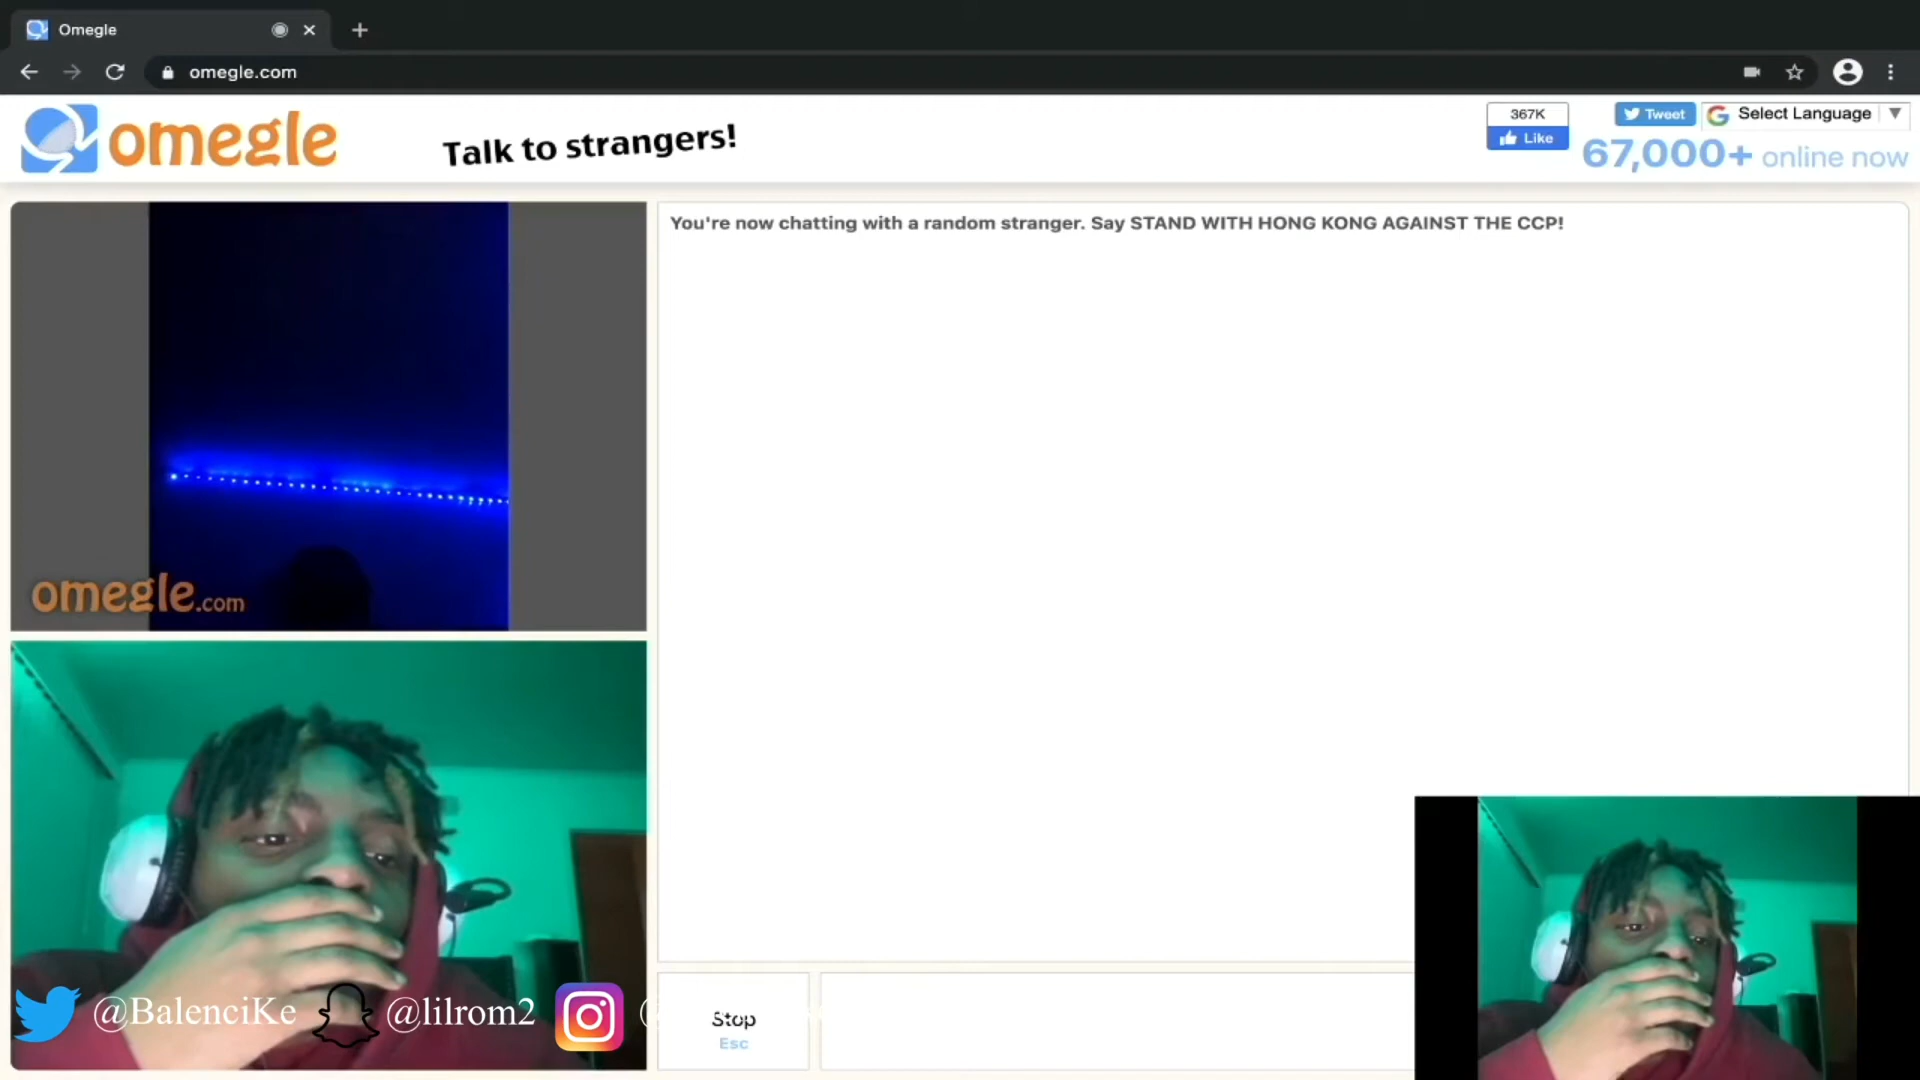 Omegle
omegle.com
omegle
Talk to strangers!
367K
Like
Tweet
Select Language
67,000+ online now
You're now chatting with a random stranger. Say STAND WITH HONG KONG AGAINST THE CCP!
omegle.com
@BalenciKe
@lilrom2
Stop
Esc